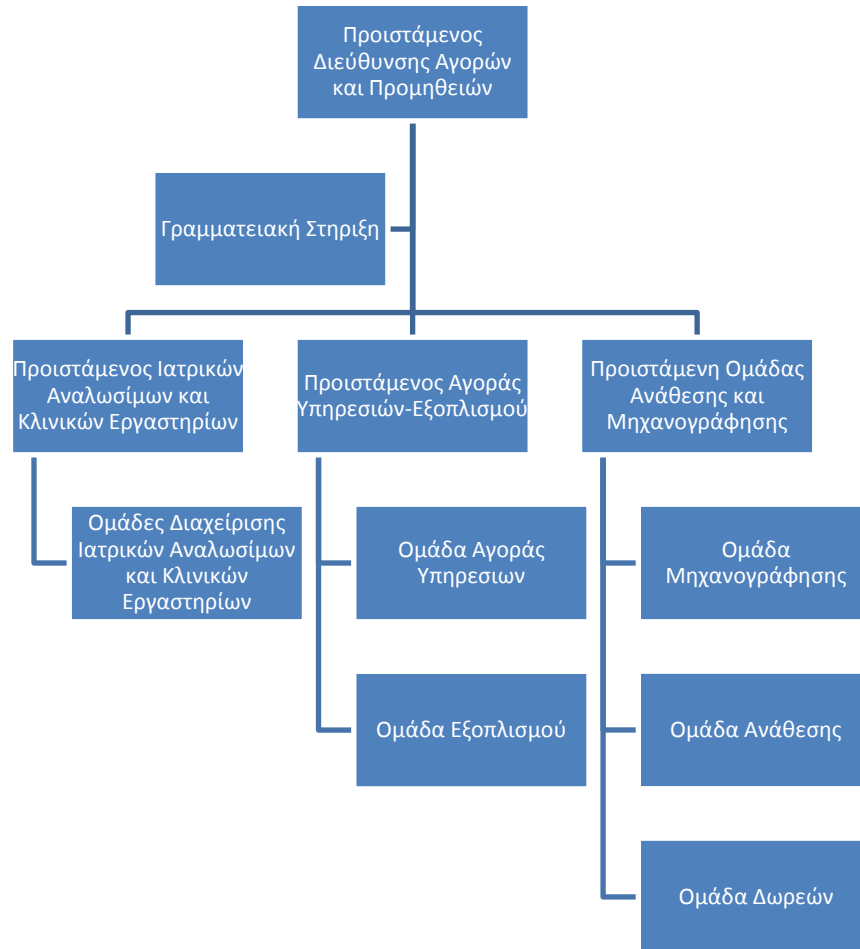 Προιστάμενος
Διεύθυνσης Αγορών
και Προμηθειών
Γραμματειακή Στηριξη
Προιστάμενος Ιατρικών
Αναλωσίμων και
Κλινικών Εργαστηρίων
Προιστάμενος Αγοράς
Υπηρεσιών-Εξοπλισμού
Προιστάμενη Ομάδας
Ανάθεσης και
Μηχανογράφησης
Ομάδες Διαχείρισης
Ιατρικών Αναλωσίμων
και Κλινικών
Εργαστηρίων
Ομάδα Αγοράς
Υπηρεσιων
Ομάδα
Μηχανογράφησης
Ομάδα Εξοπλισμού
Ομάδα Ανάθεσης
Ομάδα Δωρεών